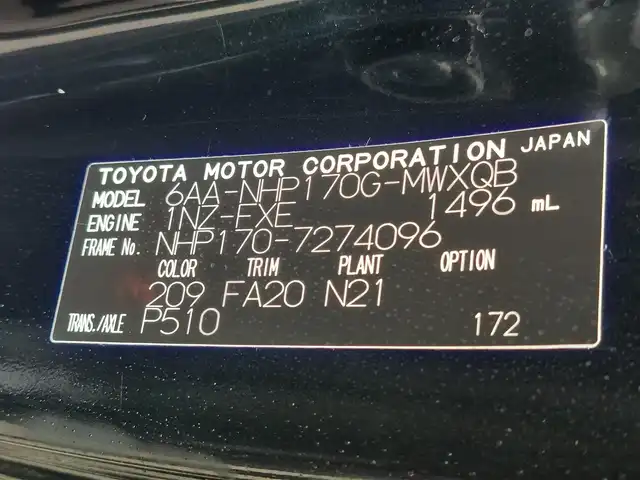 TOYOTA MOTOR CORPORATION JAPAN
MODEL 6AA-NHP170G-MWXQB
ENGINE 1NZ-FXE 1496 mL
FRAME No. NHP170-7274096
COLOR TRIM PLANT OPTION
209 FA20 N21
TRANS./AXLE P510 172